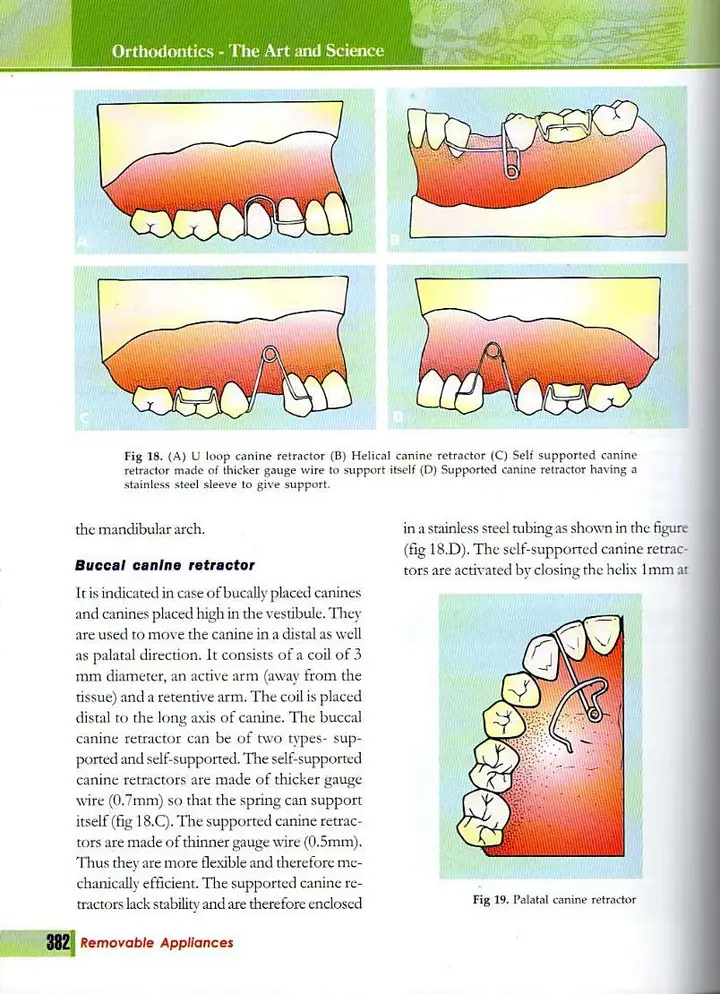 Orthodontics - The Art and Science
A
B
C
D
Fig 18. (A) U loop canine retractor (B) Helical canine retractor (C) Self supported canine
retractor made of thicker gauge wire to support itself (D) Supported canine retractor having a
stainless steel sleeve to give support.
the mandibular arch.
Buccal canine retractor
It is indicated in case of bucally placed canines
and canines placed high in the vestibule. They
are used to move the canine in a distal as well
as palatal direction. It consists of a coil of 3
mm diameter, an active arm (away from the
tissue) and a retentive arm. The coil is placed
distal to the long axis of canine. The buccal
canine retractor can be of two types- sup-
ported and self-supported. The self-supported
canine retractors are made of thicker gauge
wire (0.7mm) so that the spring can support
itself (fig 18.C). The supported canine retrac-
tors are made of thinner gauge wire (0.5mm).
Thus they are more flexible and therefore me-
chanically efficient. The supported canine re-
tractors lack stability and are therefore enclosed
in a stainless steel tubing as shown in the figure
(fig 18.D). The self-supported canine retrac-
tors are activated by closing the helix 1mm at
Fig 19. Palatal canine retractor
382 Removable Appliances